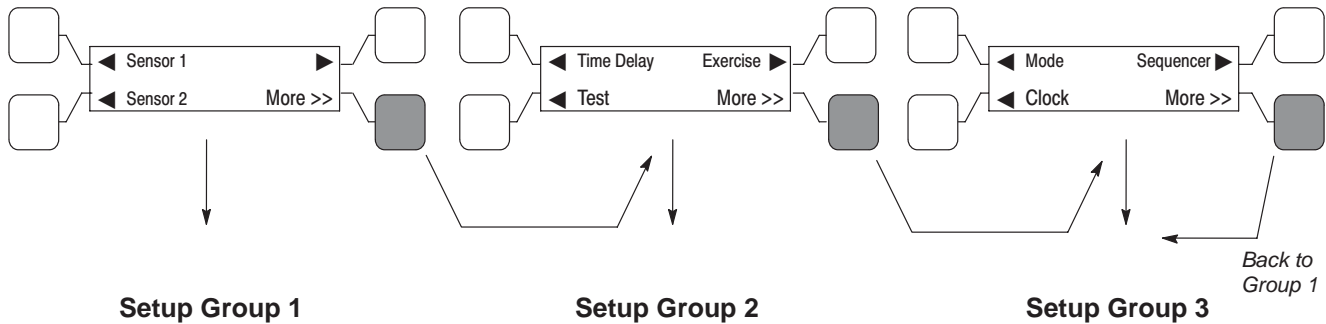 Sensor 1
Sensor 2 More >>
Time Delay Exercise
Test More >>
Mode Sequencer
Clock More >>
Back to
Group 1
Setup Group 1
Setup Group 2
Setup Group 3